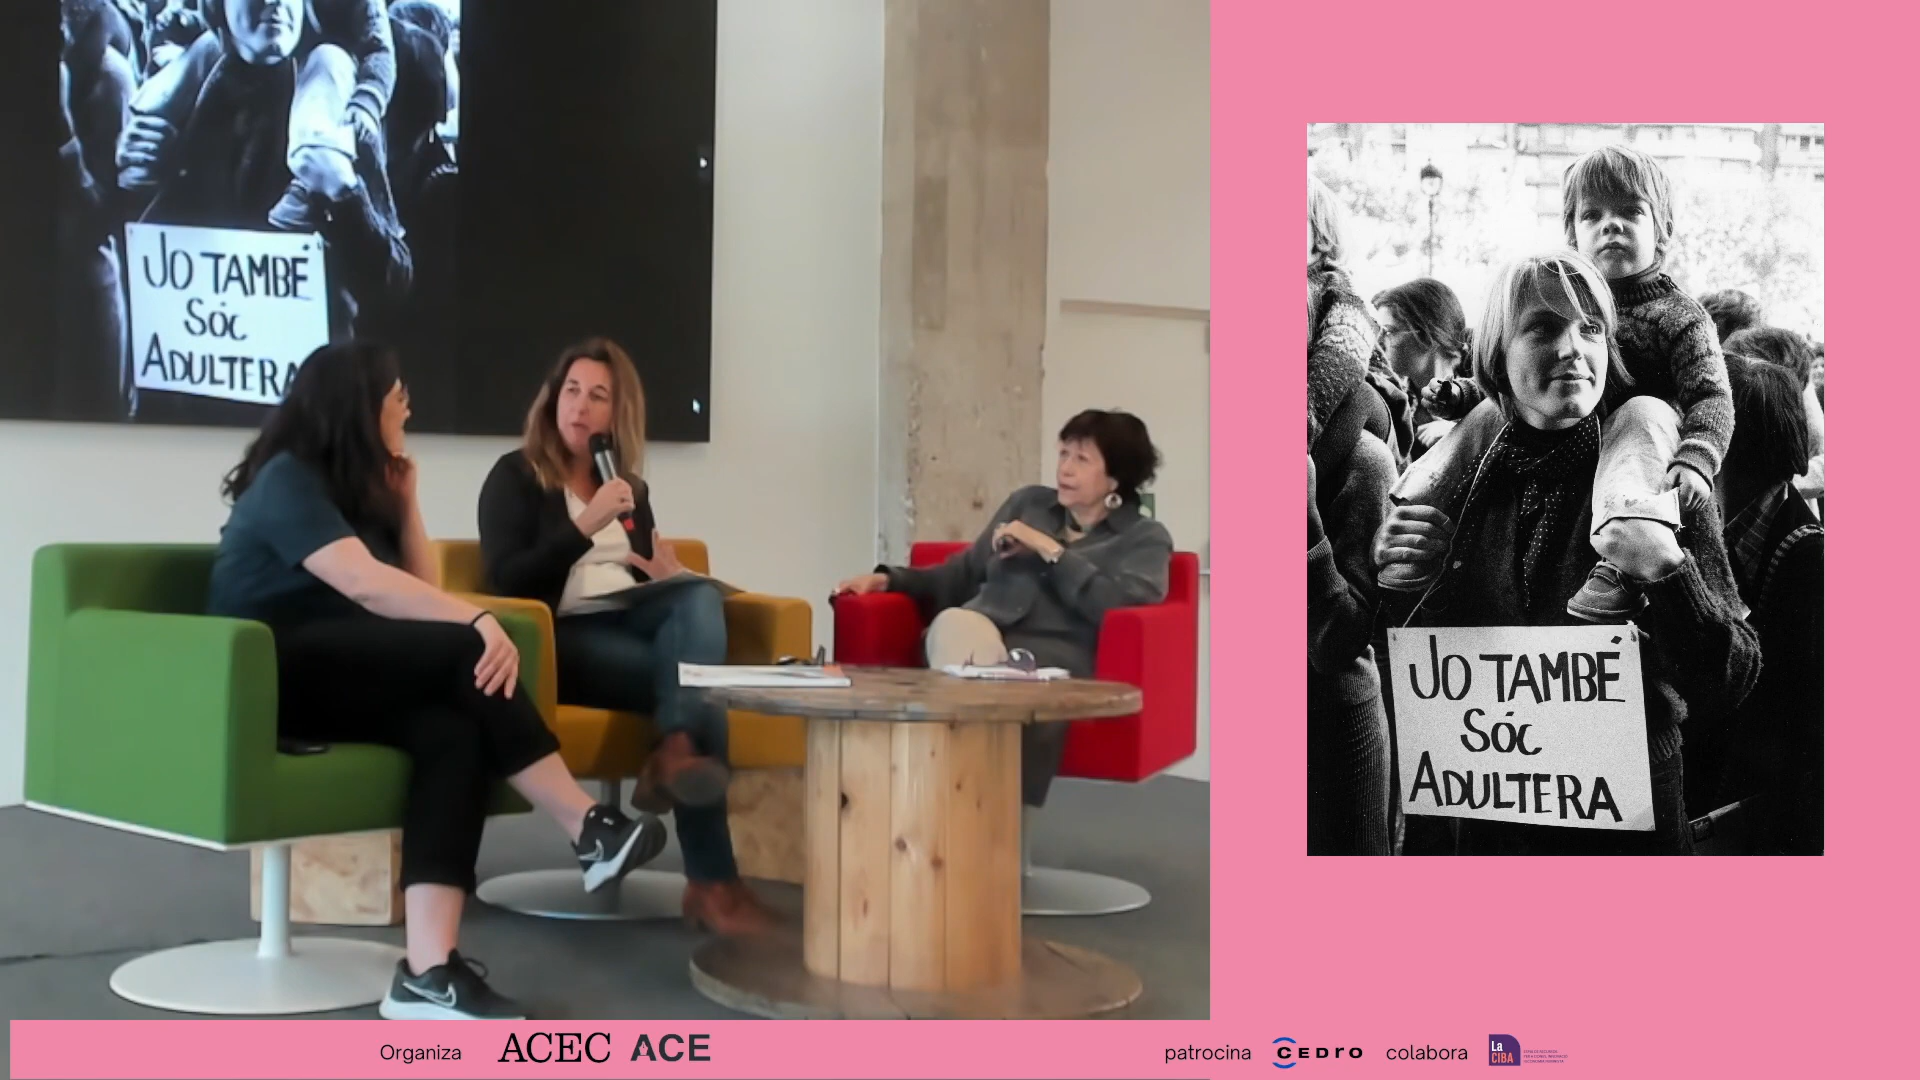 JO TAMBÉ
SÓC
ADULTERA
JO TAMBÉ
SÓC
ADULTERA
Organiza
ACEC
ACE
patrocina
CEDrO
colabora
La
CIBA